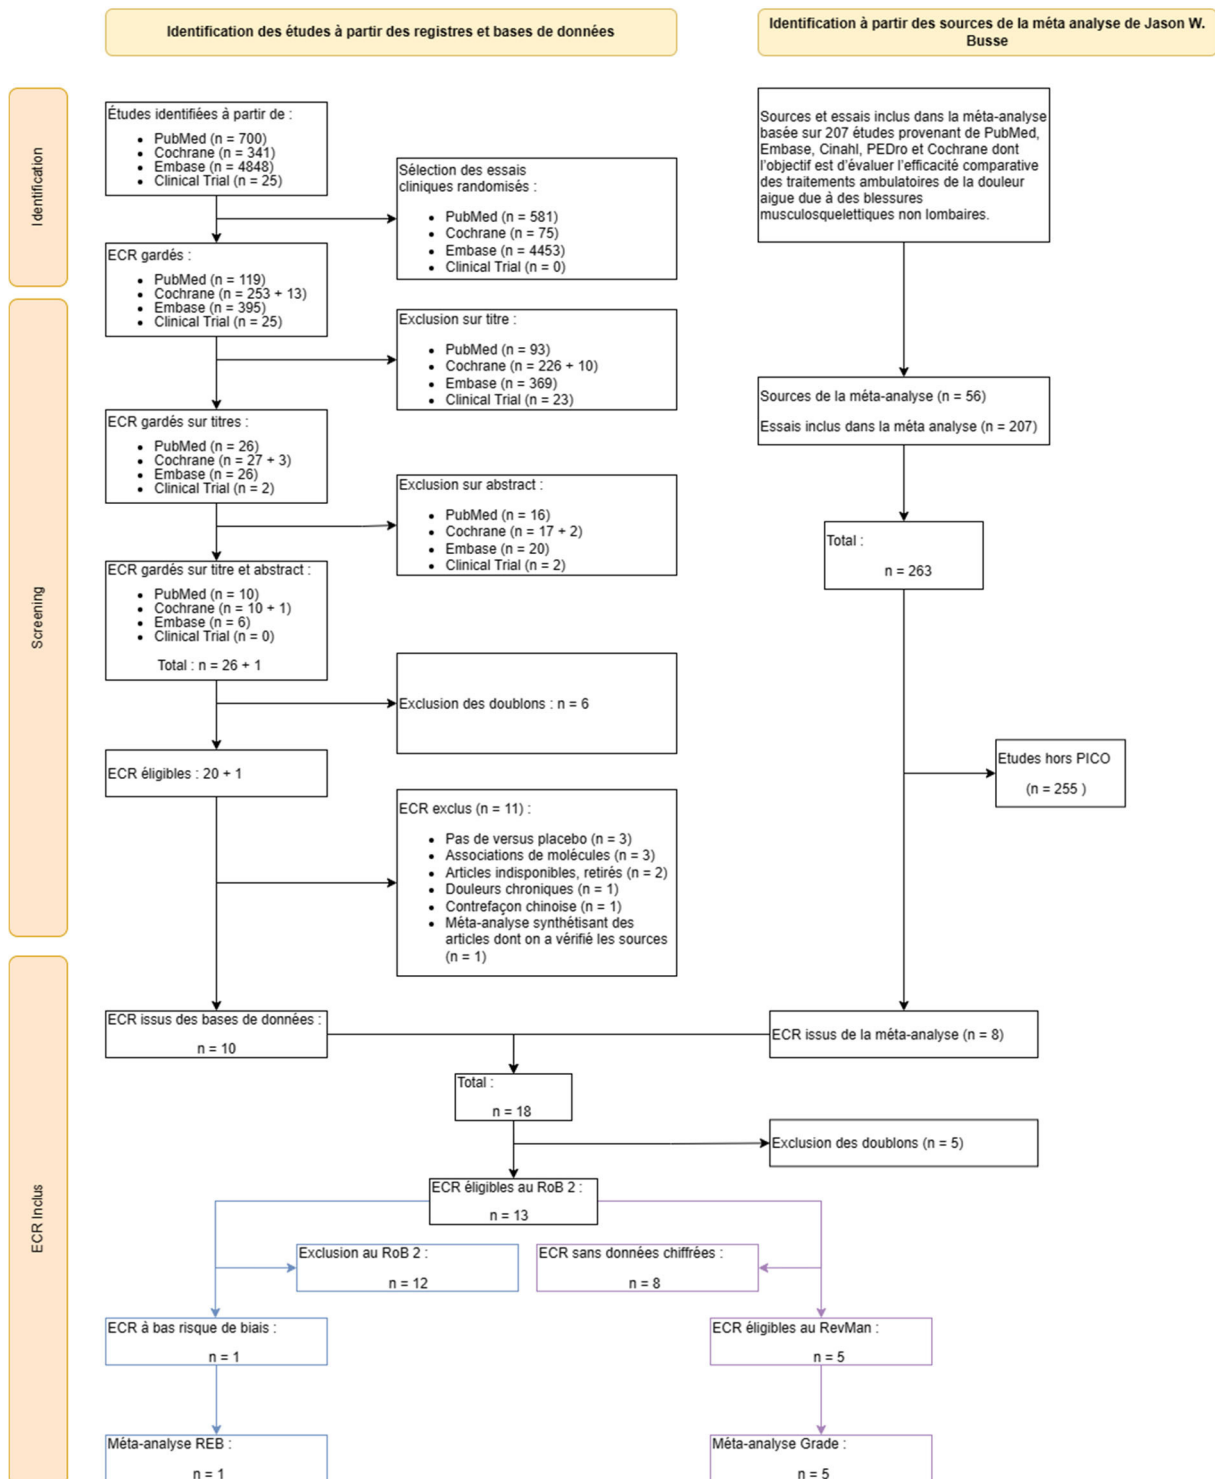 Identification des études à partir des registres et bases de données
Identification à partir des sources de la méta analyse de Jason W.
Busse
Identification
Études identifiées à partir de :
• PubMed (n = 700)
• Cochrane (n = 341)
• Embase (n = 4848)
• Clinical Trial (n = 25)
Sélection des essais
cliniques randomisés :
• PubMed (n = 581)
• Cochrane (n = 75)
• Embase (n = 4453)
• Clinical Trial (n = 0)
Sources et essais inclus dans la méta-analyse
basée sur 207 études provenant de PubMed,
Embase, Cinahl, PEDro et Cochrane dont
l'objectif est d'évaluer l'efficacité comparative
des traitements ambulatoires de la douleur
aigue due à des blessures
musculosquelettiques non lombaires.
ECR gardés :
• PubMed (n = 119)
• Cochrane (n = 253 + 13)
• Embase (n = 395)
• Clinical Trial (n = 25)
Screening
Exclusion sur titre :
• PubMed (n = 93)
• Cochrane (n = 226 + 10)
• Embase (n = 369)
• Clinical Trial (n = 23)
Sources de la méta-analyse (n = 56)
Essais inclus dans la méta analyse (n = 207)
ECR gardés sur titres :
• PubMed (n = 26)
• Cochrane (n = 27 + 3)
• Embase (n = 26)
• Clinical Trial (n = 2)
Exclusion sur abstract :
• PubMed (n = 16)
• Cochrane (n = 17 + 2)
• Embase (n = 20)
• Clinical Trial (n = 2)
Total :
n = 263
ECR gardés sur titre et abstract :
• PubMed (n = 10)
• Cochrane (n = 10 + 1)
• Embase (n = 6)
• Clinical Trial (n = 0)
Total : n = 26 + 1
Exclusion des doublons : n = 6
ECR éligibles : 20 + 1
Etudes hors PICO
(n = 255 )
ECR exclus (n = 11) :
• Pas de versus placebo (n = 3)
• Associations de molécules (n = 3)
• Articles indisponibles, retirés (n = 2)
• Douleurs chroniques (n = 1)
• Contrefaçon chinoise (n = 1)
• Méta-analyse synthétisant des
articles dont on a vérifié les sources
(n = 1)
ECR Inclus
ECR issus des bases de données :
n = 10
ECR issus de la méta-analyse (n = 8)
Total :
n = 18
Exclusion des doublons (n = 5)
ECR éligibles au RoB 2 :
n = 13
Exclusion au RoB 2 :
n = 12
ECR sans données chiffrées :
n = 8
ECR à bas risque de biais :
n = 1
ECR éligibles au RevMan :
n = 5
Méta-analyse REB :
n = 1
Méta-analyse Grade :
n = 5